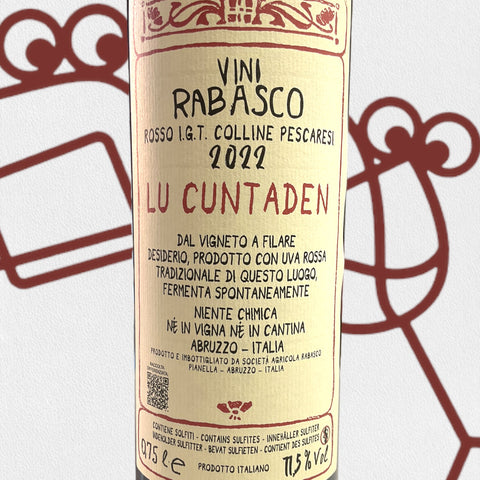 VINI
RABASCO
ROSSO I.G.T. COLLINE PESCARESI
2022
LU CUNTADEN
DAL VIGNETO A FILARE
DESIDERIO, PRODOTTO CON UVA ROSSA
TRADIZIONALE DI QUESTO LUOGO,
FERMENTA SPONTANEAMENTE
NIENTE CHIMICA
NÉ IN VIGNA NÉ IN CANTINA
ABRUZZO - ITALIA
PRODOTTO E IMBOTTIGLIATO DA SOCIETÀ AGRICOLA RABASCO
PIANELLA - ABRUZZO - ITALIA
RACCOLTA
DIFFERENZIATA
CONTIENE SOLFITI - CONTAINS SULFITES - INNEHÅLLER SULFITER
INDEHOLDER SULFITTER - BEVAT SULFIETEN - CONTIENT DES SULFITES
0,75 l e
PRODOTTO ITALIANO
11,5% Vol